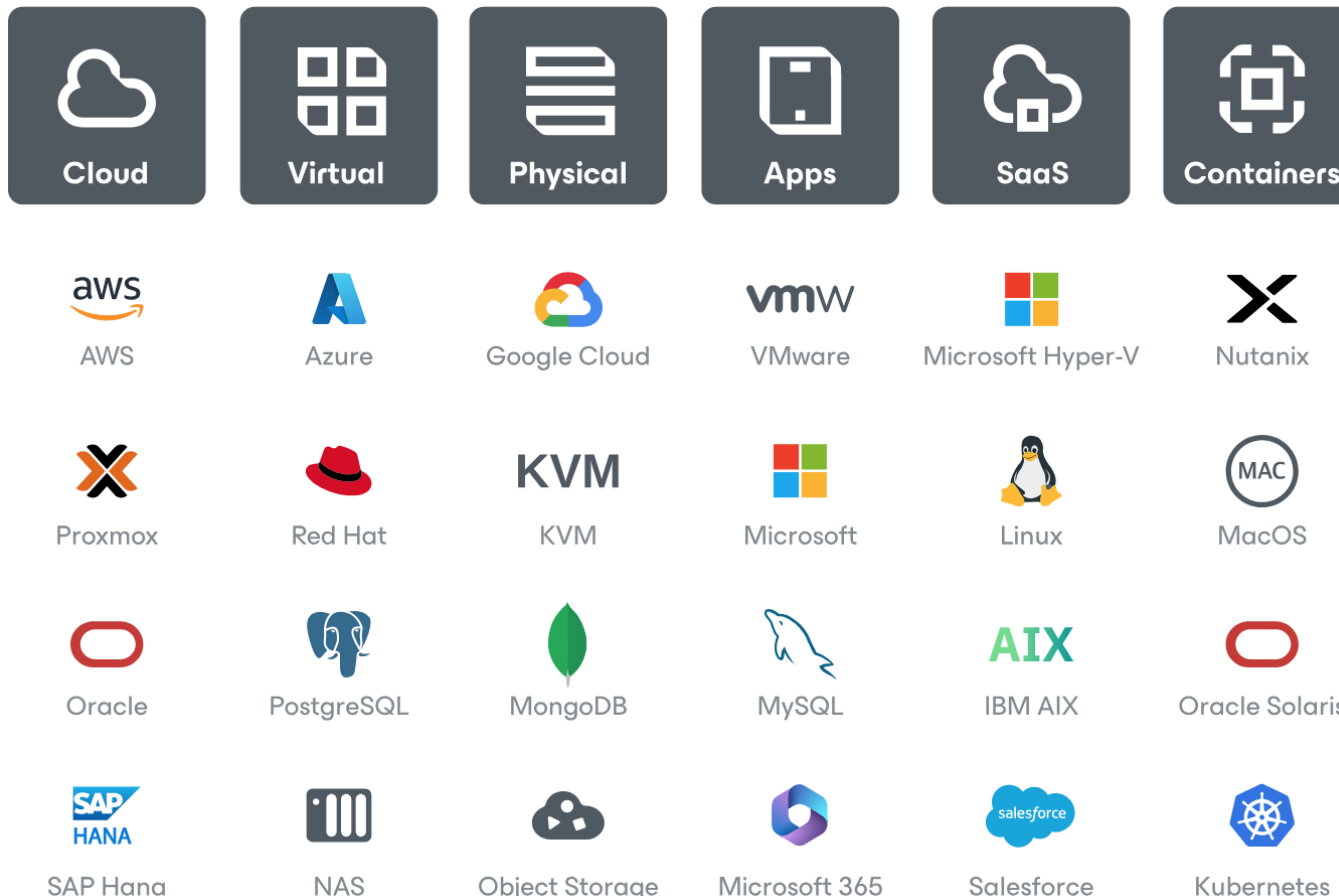 Cloud
Virtual
Physical
Apps
SaaS
Containers
aws
vmw
AWS
Azure
Google Cloud
VMware
Microsoft Hyper-V
Nutanix
KVM
MAC
Proxmox
Red Hat
KVM
Microsoft
Linux
MacOS
AIX
Oracle
PostgreSQL
MongoDB
MySQL
IBM AIX
Oracle Solaris
SAP
HANA
salesforce
SAP Hana
NAS
Object Storage
Microsoft 365
Salesforce
Kubernetes